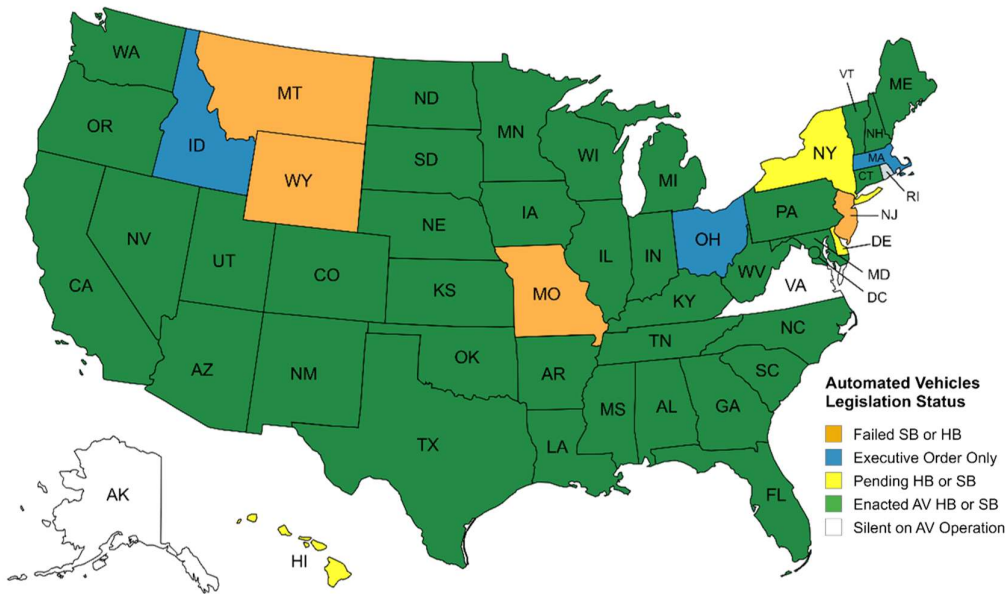 WA
OR
CA
NV
ID
MT
WY
UT
CO
AZ
NM
ND
SD
NE
KS
OK
TX
MN
IA
MO
AR
LA
WI
IL
MI
IN
OH
KY
TN
MS
AL
GA
FL
SC
NC
VA
WV
PA
NY
VT
NH
ME
MA
CT
RI
NJ
DE
MD
DC
AK
HI
Automated Vehicles
Legislation Status
Failed SB or HB
Executive Order Only
Pending HB or SB
Enacted AV HB or SB
Silent on AV Operation